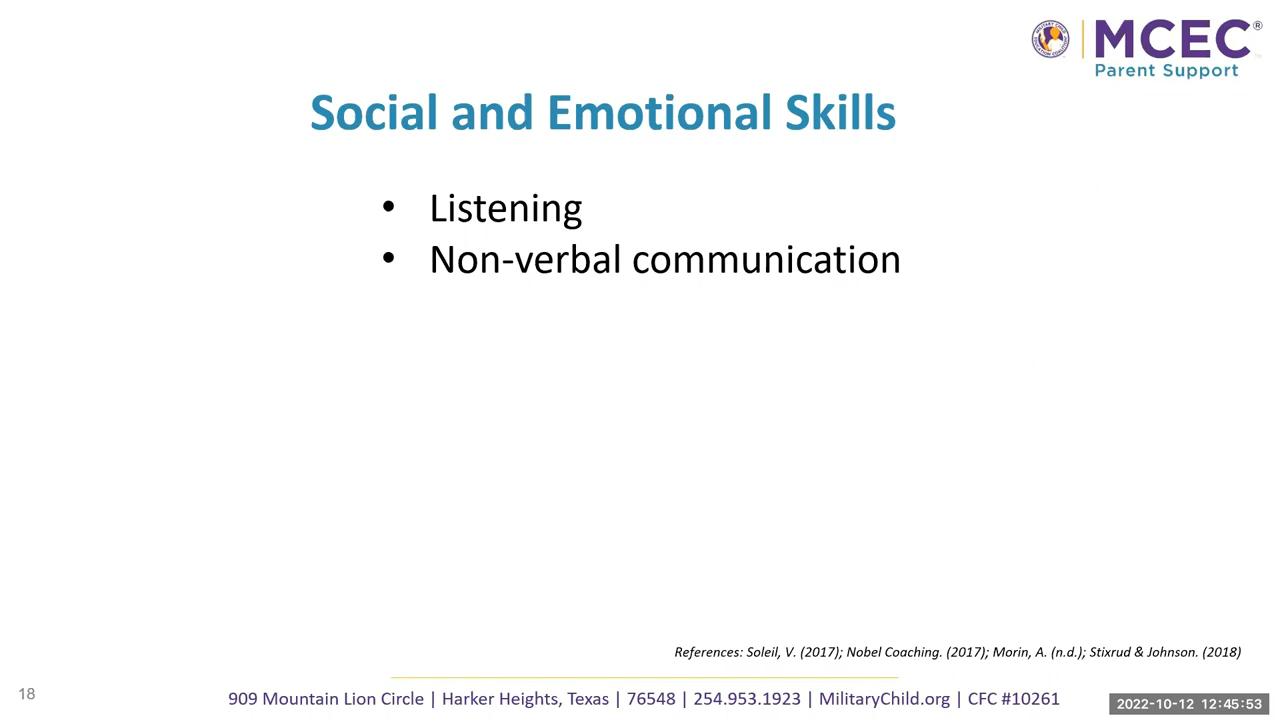 MCEC®
Parent Support
Social and Emotional Skills
• Listening
• Non-verbal communication
References: Soleil, V. (2017); Nobel Coaching. (2017); Morin, A. (n.d.); Stixrud & Johnson. (2018)
18
909 Mountain Lion Circle | Harker Heights, Texas | 76548 | 254.953.1923 | MilitaryChild.org | CFC #10261
2022-10-12 12:45:53